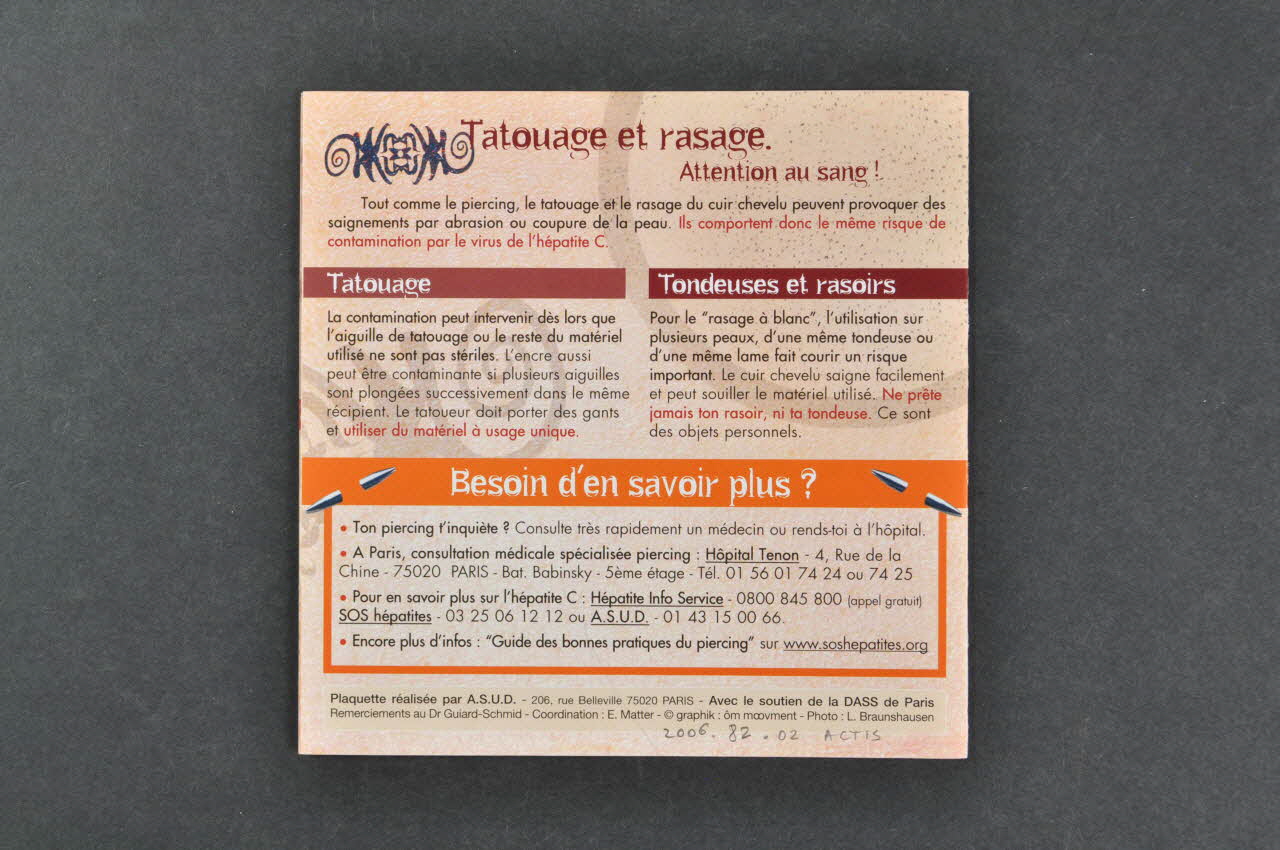 Tatouage et rasage.
Attention au sang !
Tout comme le piercing, le tatouage et le rasage du cuir chevelu peuvent provoquer des
saignements par abrasion ou coupure de la peau. Ils comportent donc le même risque de
contamination par le virus de l'hépatite C.
Tatouage
La contamination peut intervenir dès lors que
l'aiguille de tatouage ou le reste du matériel
utilisé ne sont pas stériles. L'encre aussi
peut être contaminante si plusieurs aiguilles
sont plongées successivement dans le même
récipient. Le tatoueur doit porter des gants
et utiliser du matériel à usage unique.
Tondeuses et rasoirs
Pour le "rasage à blanc", l'utilisation sur
plusieurs peaux, d'une même tondeuse ou
d'une même lame fait courir un risque
important. Le cuir chevelu saigne facilement
et peut souiller le matériel utilisé. Ne prête
jamais ton rasoir, ni ta tondeuse. Ce sont
des objets personnels.
Besoin d'en savoir plus ?
• Ton piercing t'inquiète ? Consulte très rapidement un médecin ou rends-toi à l'hôpital.
• A Paris, consultation médicale spécialisée piercing : Hôpital Tenon - 4, Rue de la
Chine - 75020 PARIS - Bat. Babinsky - 5ème étage - Tél. 01 56 01 74 24 ou 74 25
• Pour en savoir plus sur l'hépatite C : Hépatite Info Service - 0800 845 800 (appel gratuit)
SOS hépatites - 03 25 06 12 12 ou A.S.U.D. - 01 43 15 00 66.
• Encore plus d'infos : "Guide des bonnes pratiques du piercing" sur www.soshepatites.org
Plaquette réalisée par A.S.U.D. - 206, rue Belleville 75020 PARIS - Avec le soutien de la DASS de Paris
Remerciements au Dr Guiard-Schmid - Coordination : E. Matter - © graphik : ôm mœvment - Photo : L. Braunshausen
2006. 82 . 02 ACTIS